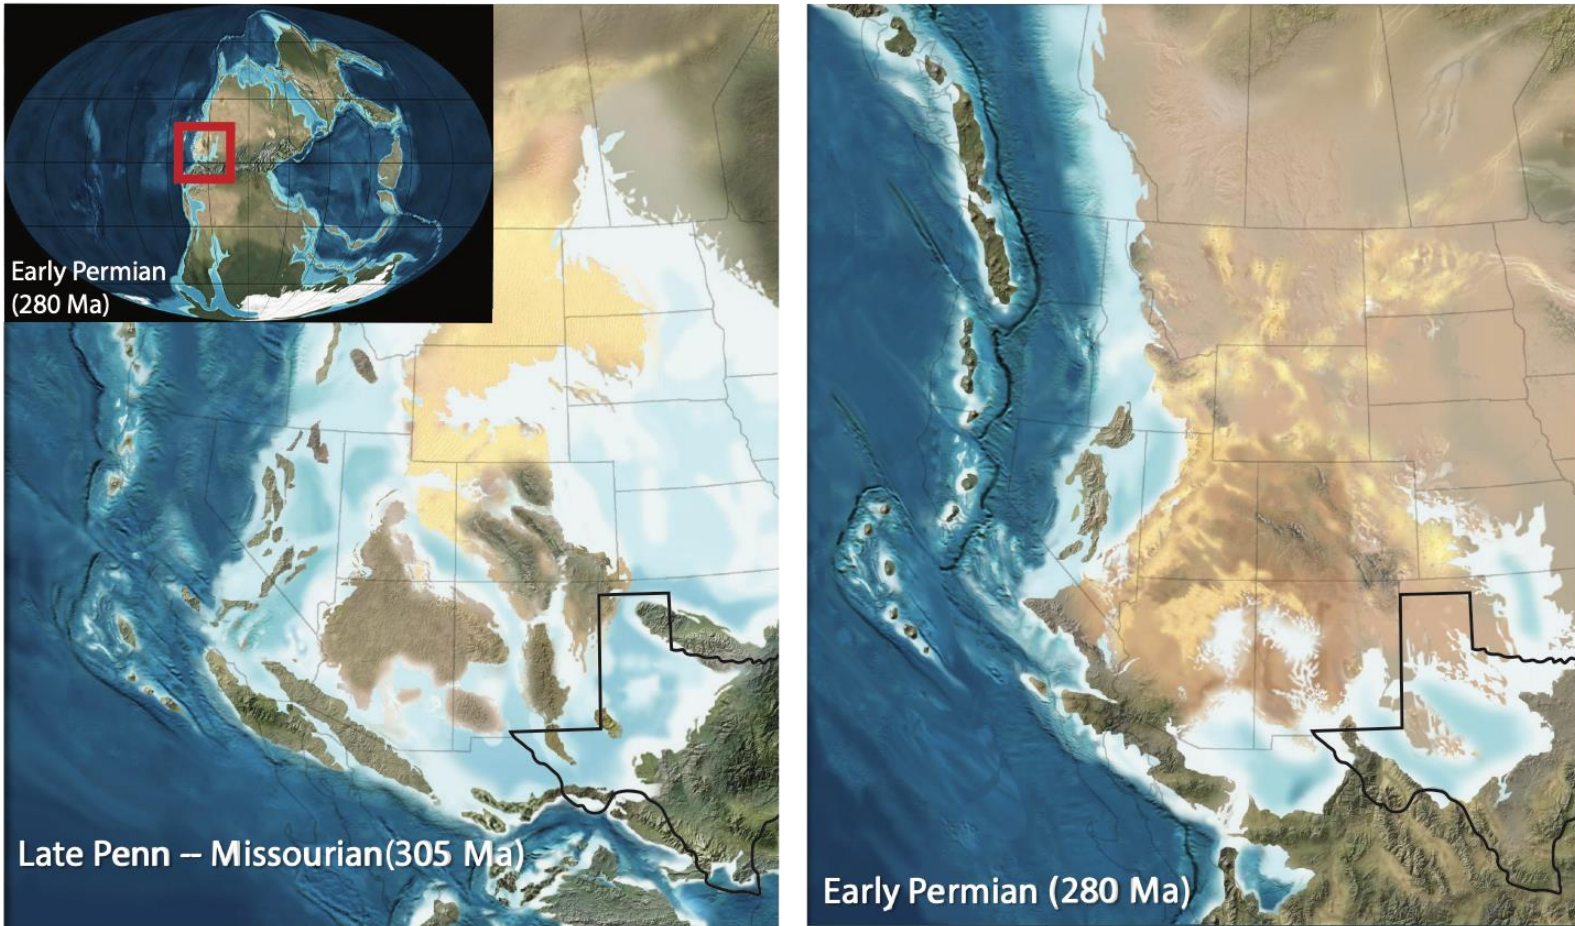 Early Permian
(280 Ma)
Late Penn – Missourian(305 Ma)
Early Permian (280 Ma)